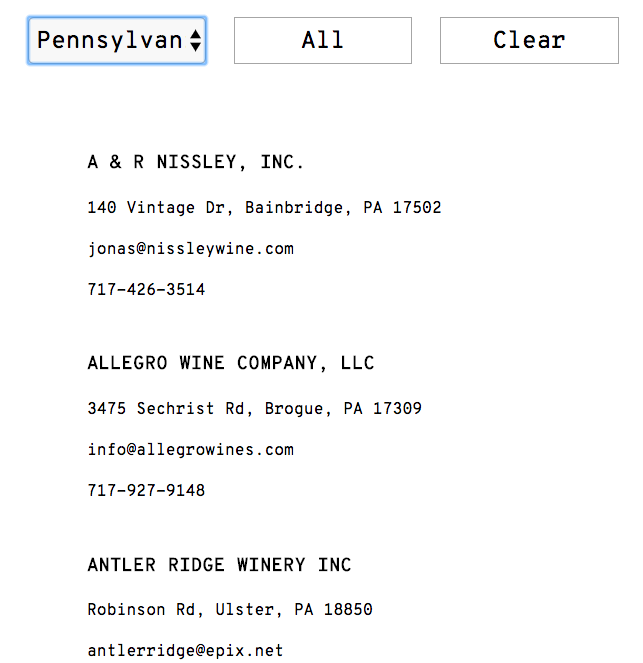 Pennsylvan All Clear
A & R NISSLEY, INC.
140 Vintage Dr, Bainbridge, PA 17502
jonas@nissleywine.com
717-426-3514
ALLEGRO WINE COMPANY, LLC
3475 Sechrist Rd, Brogue, PA 17309
info@allegrowines.com
717-927-9148
ANTLER RIDGE WINERY INC
Robinson Rd, Ulster, PA 18850
antlerridge@epix.net